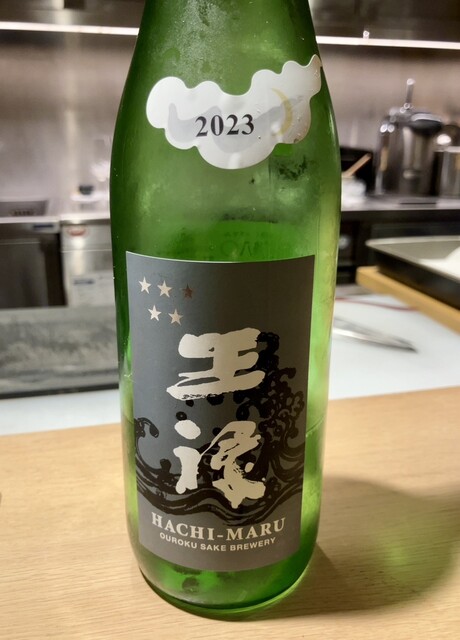 2023
王
祿
HACHI-MARU
OUROKU SAKE BREWERY